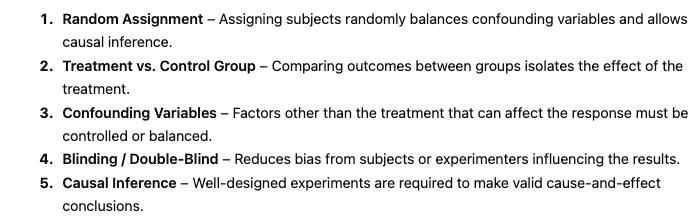 1. Random Assignment – Assigning subjects randomly balances confounding variables and allows
causal inference.
2. Treatment vs. Control Group – Comparing outcomes between groups isolates the effect of the
treatment.
3. Confounding Variables – Factors other than the treatment that can affect the response must be
controlled or balanced.
4. Blinding / Double-Blind – Reduces bias from subjects or experimenters influencing the results.
5. Causal Inference – Well-designed experiments are required to make valid cause-and-effect
conclusions.